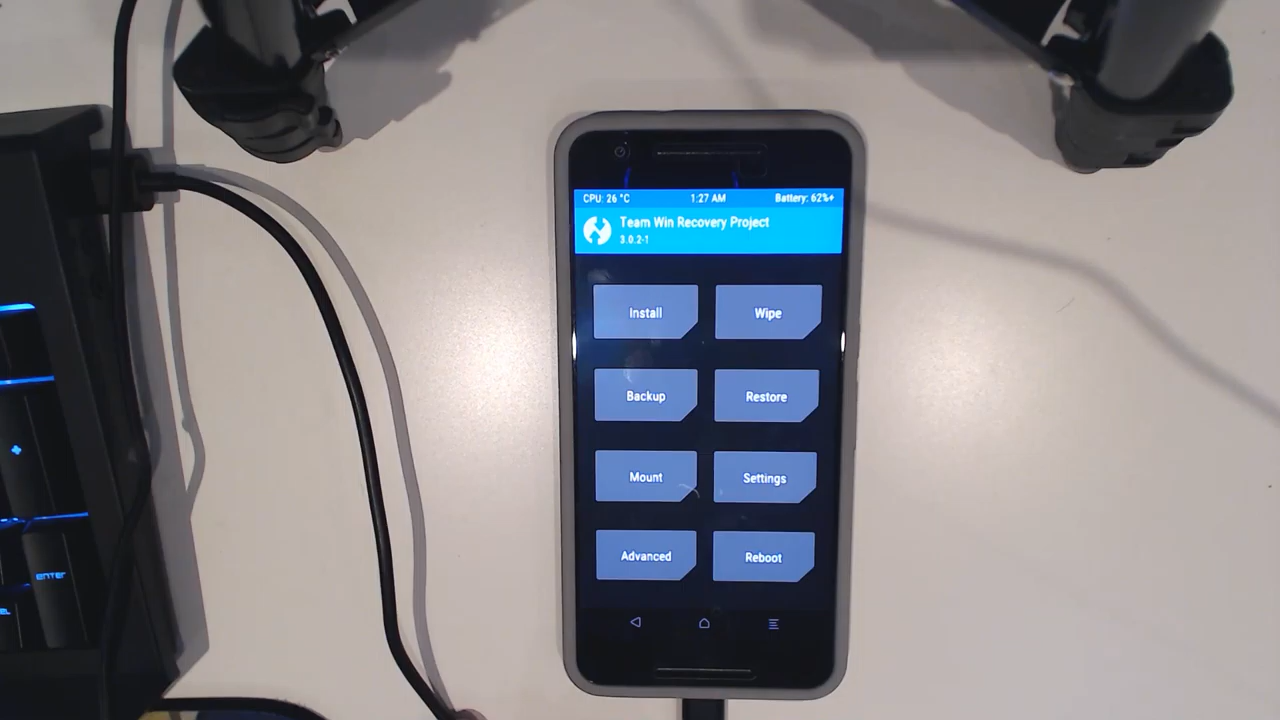 CPU: 26 °C 1:27 AM Battery: 62%+
Team Win Recovery Project
3.0.2-1
Install Wipe
Backup Restore
Mount Settings
Advanced Reboot
ENTER